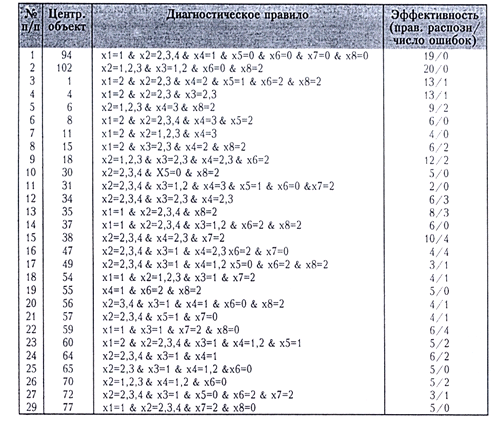 № п/п Центр. объект Диагностическое правило Эффективность (прав. распози/ число ошибок)
1 94 x1=1 & x2=2,3,4 & x4=1 & x5=0 & x6=0 & x7=0 & x8=0 19/0
2 102 x2=1,2,3 & x3=1,2 & x6=0 & x8=2 20/0
3 1 x1=2 & x2=2,3 & x4=2 & x5=1 & x6=2 & x8=2 13/1
4 4 x1=2 & x2=2,3 & x3=2,3 13/1
5 6 x2=1,2,3 & x4=3 & x8=2 9/2
6 8 x1=2 & x2=2,3,4 & x4=3 & x5=2 6/0
7 11 x1=2 & x2=1,2,3 & x4=3 4/0
8 15 x1=2 & x3=2,3 & x4=2 & x8=2 6/2
9 18 x2=1,2,3 & x3=2,3 & x4=2,3 & x6=2 12/2
10 30 x2=2,3,4 & X5=0 & x8=2 5/0
11 31 x2=2,3,4 & x3=1,2 & x4=3 & x5=1 & x6=0 &x7=2 2/0
12 34 x2=2,3,4 & x3=2,3 & x4=2,3 6/3
13 35 x1=1 & x2=2,3,4 & x8=2 8/3
14 37 x1=1 & x2=2,3,4 & x3=1,2 & x6=2 & x8=2 6/0
15 38 x2=2,3,4 & x4=2,3 & x7=2 10/4
16 47 x2=2,3,4 & x3=1 & x4=2,3 x6=2 & x7=0 4/4
17 49 x2=2,3,4 & x3=1 & x4=1,2 x5=0 & x6=2 & x8=2 3/1
18 54 x1=1 & x2=1,2,3 & x3=1 & x7=2 4/1
19 55 x4=1 & x6=2 & x8=2 5/0
20 56 x2=3,4 & x3=1 & x4=1 & x6=0 & x8=2 4/1
21 57 x2=2,3,4 & x5=1 & x7=0 4/1
22 59 x1=1 & x3=1 & x7=2 & x8=0 6/4
23 60 x1=2 & x2=2,3,4 & x3=1 & x4=1,2 & x5=1 5/2
24 64 x2=2,3,4 & x3=1 & x4=1 6/2
25 65 x2=2,3 & x3=1 & x4=1,2 &x6=0 5/0
26 70 x2=1,2,3 & x4=1,2 & x6=0 5/2
27 72 x2=2,3,4 & x3=1 & x5=0 & x6=2 & x7=2 3/1
29 77 x1=1 & x2=2,3,4 & x7=2 & x8=0 5/0